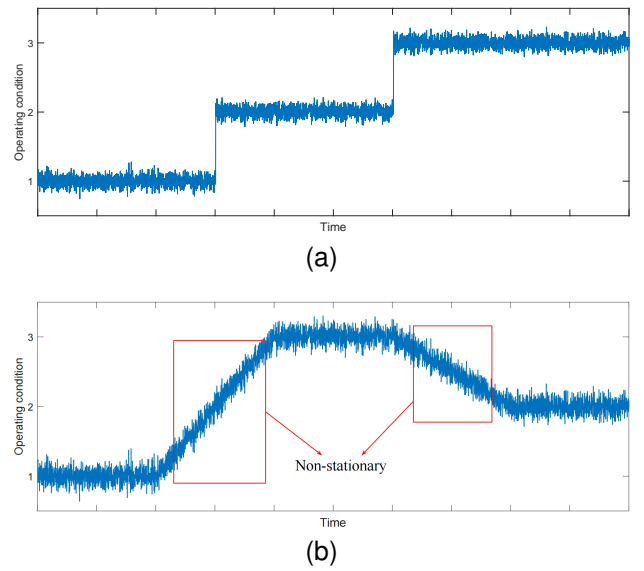 3
2
1
Operating condition
Time
(a)
3
2
1
Operating condition
Non-stationary
Time
(b)